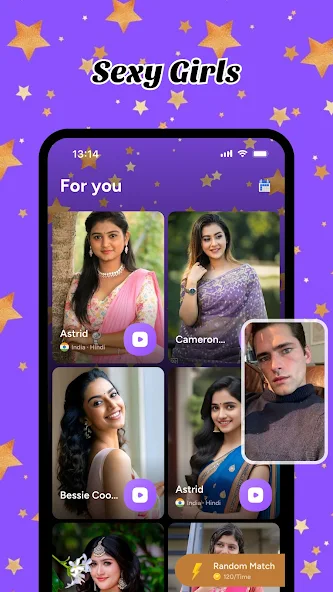 Sexy Girls
13:14
For you
Astrid
India · Hindi
Cameron...
Bessie Coo...
Astrid
India · Hindi
Random Match
120/Time